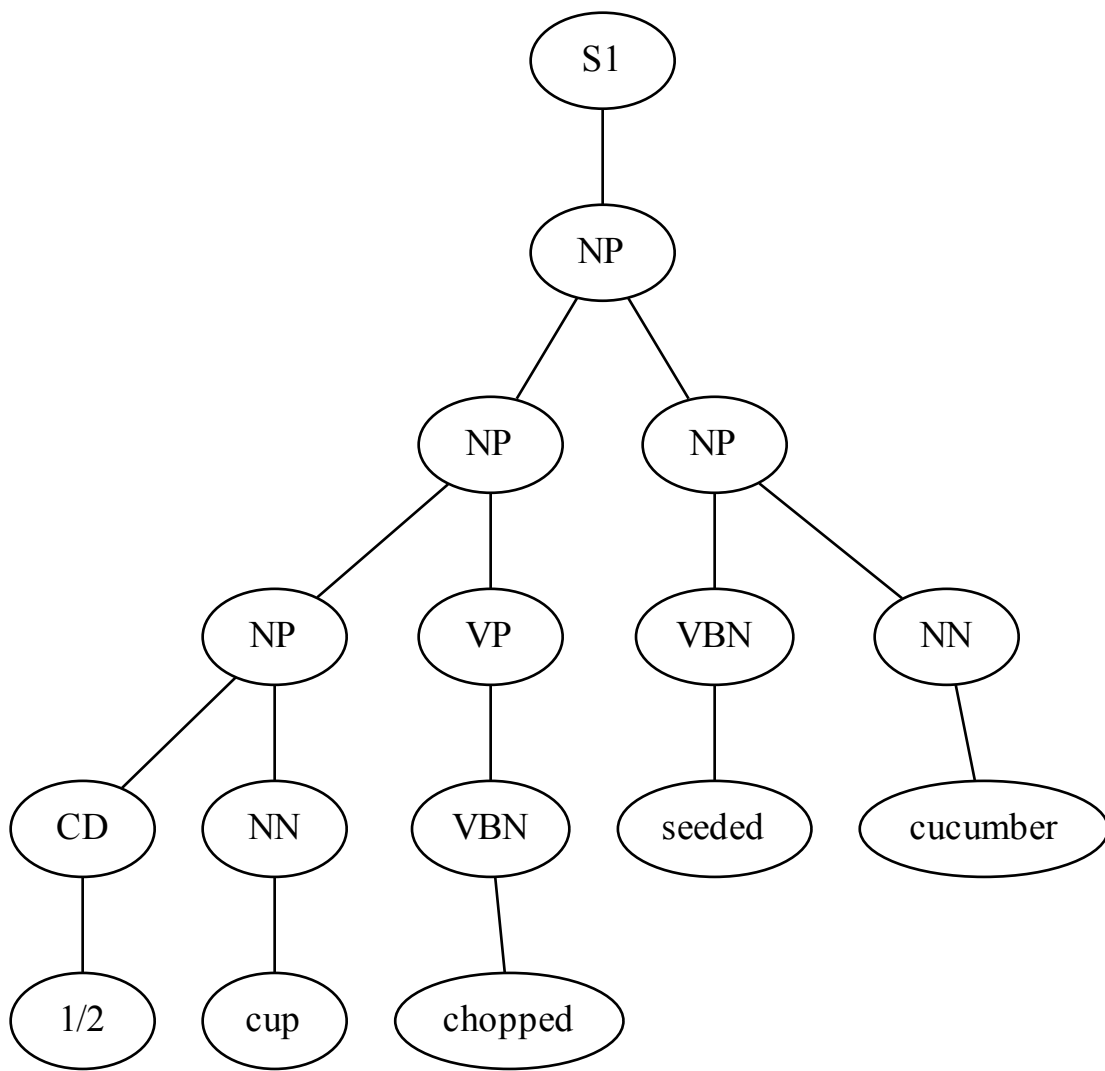 S1
NP
NP NP
NP VP VBN NN
CD NN VBN seeded cucumber
1/2 cup chopped